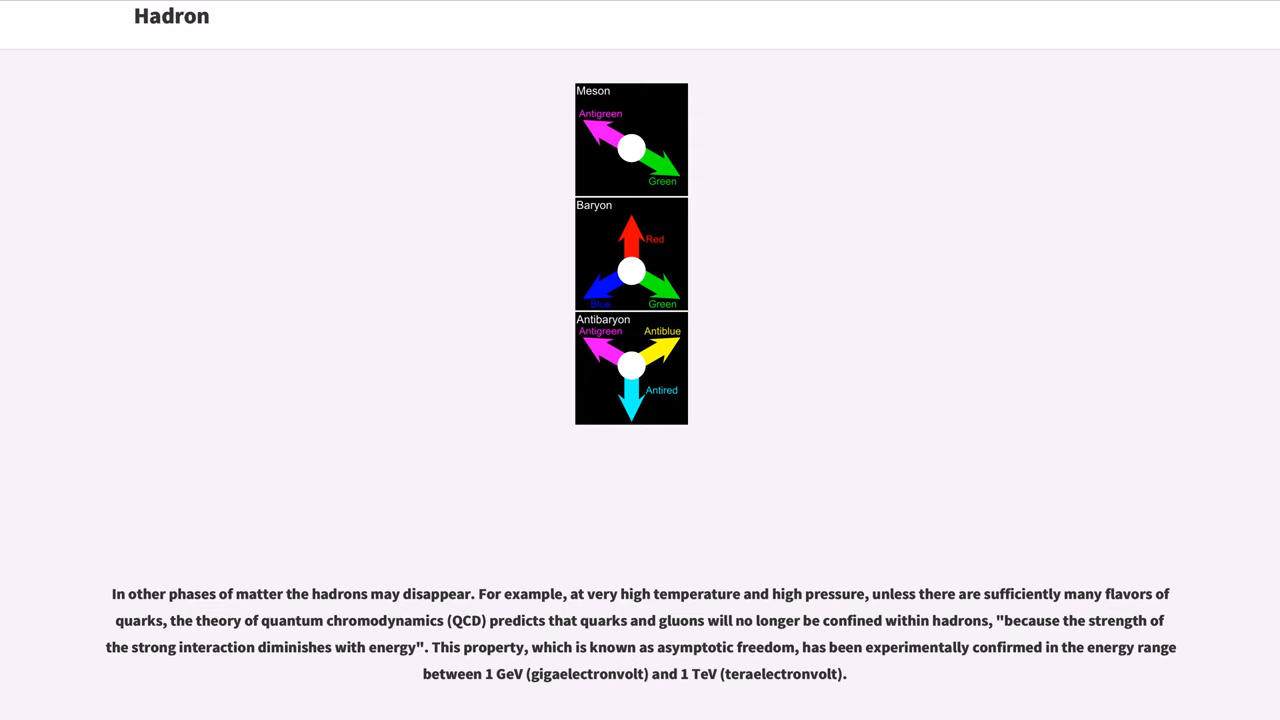 Hadron
Meson
Antigreen
Green
Baryon
Red
Blue
Green
Antibaryon
Antigreen
Antiblue
Antired
In other phases of matter the hadrons may disappear. For example, at very high temperature and high pressure, unless there are sufficiently many flavors of
quarks, the theory of quantum chromodynamics (QCD) predicts that quarks and gluons will no longer be confined within hadrons, "because the strength of
the strong interaction diminishes with energy". This property, which is known as asymptotic freedom, has been experimentally confirmed in the energy range
between 1 GeV (gigaelectronvolt) and 1 TeV (teraelectronvolt).